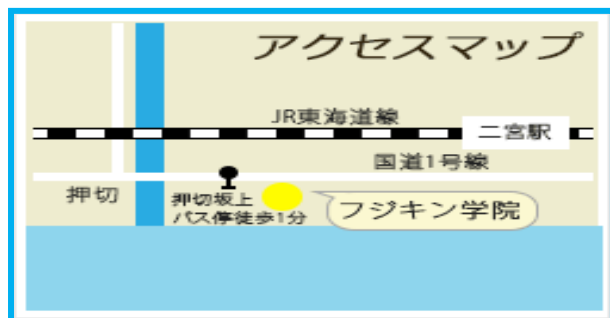 アクセスマップ
JR東海道線
二宮駅
国道1号線
押切
押切坂上
バス停徒歩1分
フジキン学院